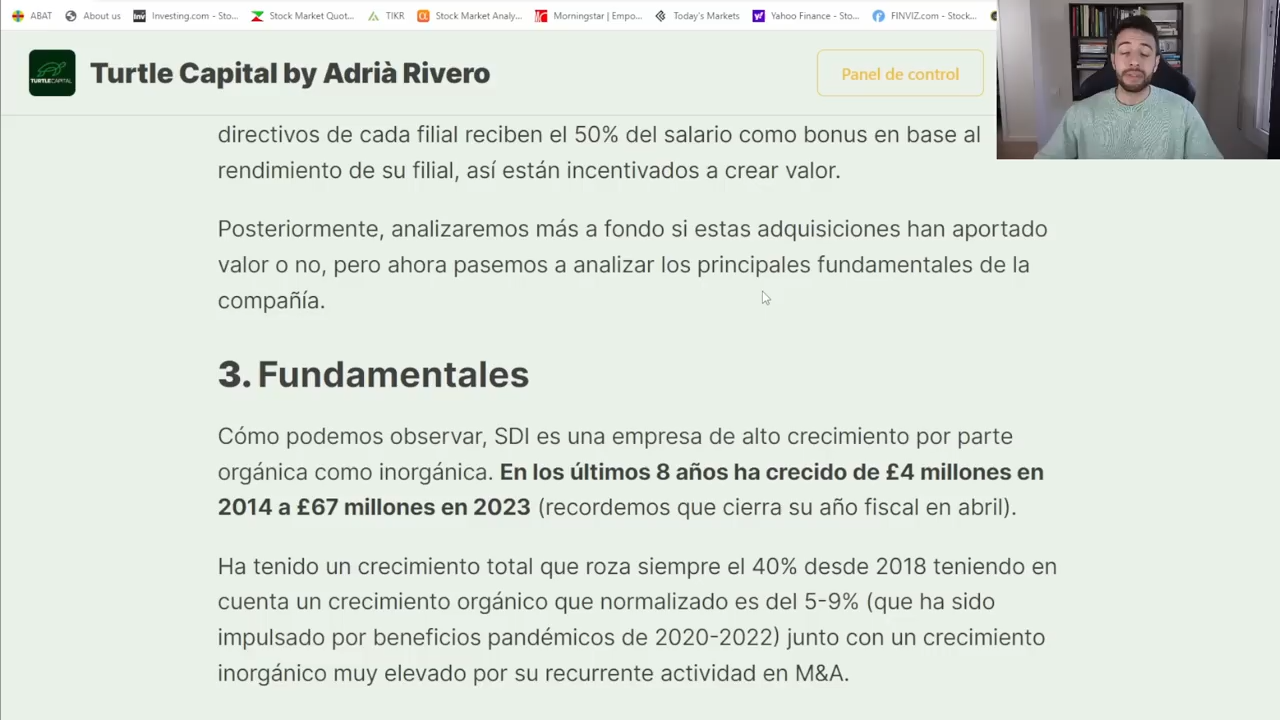 ABAT About us Investing.com - Sto... Stock Market Quot... TIKR Stock Market Analy... Morningstar | Empo... Today's Markets Yahoo Finance - Sto... FINVIZ.com - Stock...
TURTLECAPITAL
Turtle Capital by Adrià Rivero
Panel de control
directivos de cada filial reciben el 50% del salario como bonus en base al
rendimiento de su filial, así están incentivados a crear valor.
Posteriormente, analizaremos más a fondo si estas adquisiciones han aportado
valor o no, pero ahora pasemos a analizar los principales fundamentales de la
compañía.
3. Fundamentales
Cómo podemos observar, SDI es una empresa de alto crecimiento por parte
orgánica como inorgánica. En los últimos 8 años ha crecido de £4 millones en
2014 a £67 millones en 2023 (recordemos que cierra su año fiscal en abril).
Ha tenido un crecimiento total que roza siempre el 40% desde 2018 teniendo en
cuenta un crecimiento orgánico que normalizado es del 5-9% (que ha sido
impulsado por beneficios pandémicos de 2020-2022) junto con un crecimiento
inorgánico muy elevado por su recurrente actividad en M&A.